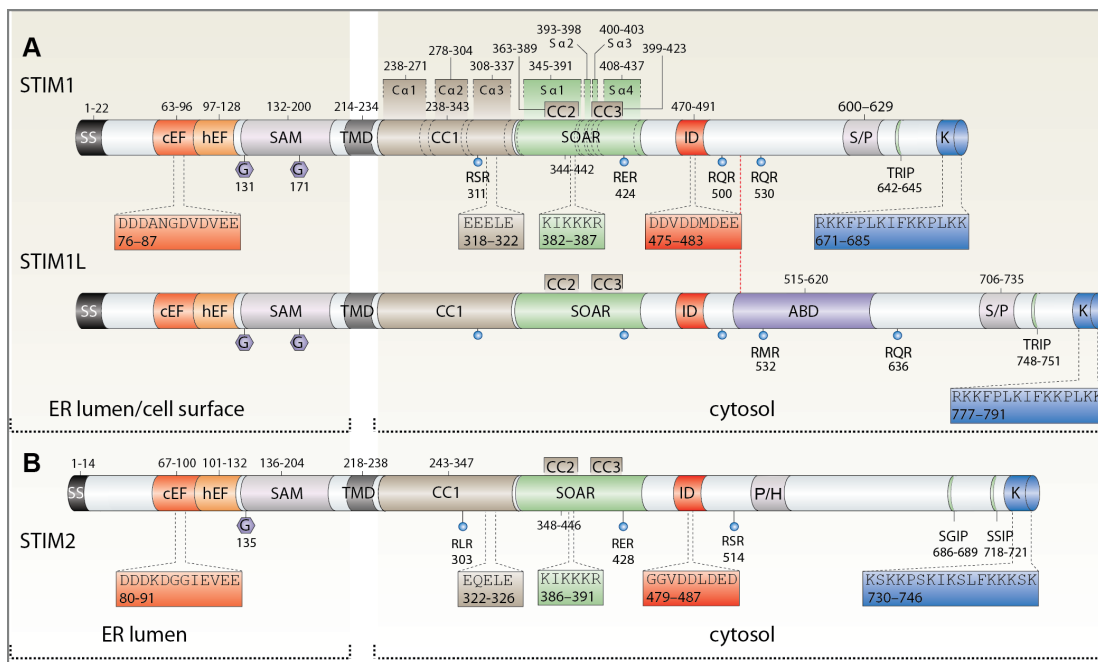 A
STIM1
393-398
Sα2
400-403
Sα3
363-389
399-423
278-304
238-271
308-337
345-391
408-437
Cα1
Cα2
Cα3
Sα1
Sα4
CC2
CC3
1-22
63-96
97-128
132-200
214-234
238-343
470-491
600–629
SS
cEF
hEF
SAM
TMD
CC1
SOAR
ID
S/P
K
G
131
G
171
RSR
311
344-442
RER
424
RQR
500
RQR
530
TRIP
642-645
DDDANGDVDVEE
76–87
EEELE
318–322
KIKKKR
382–387
DDVDDMDEE
475–483
RKKFPLKIFKKPLKK
671–685
STIM1L
CC2
CC3
515-620
706-735
SS
cEF
hEF
SAM
TMD
CC1
SOAR
ID
ABD
S/P
K
G
G
RMR
532
RQR
636
TRIP
748-751
RKKFPLKIFKKPLKK
777–791
ER lumen/cell surface
cytosol
B
1-14
67-100
101-132
136-204
218-238
243-347
CC2
CC3
SS
cEF
hEF
SAM
TMD
CC1
SOAR
ID
P/H
K
STIM2
G
135
RLR
303
348-446
RER
428
RSR
514
SGIP
686-689
SSIP
718-721
DDDKDGGIEVEE
80-91
EQELE
322-326
KIKKKR
386–391
GGVDDLDED
479–487
KSKKPSKIKSLFKKKSK
730–746
ER lumen
cytosol